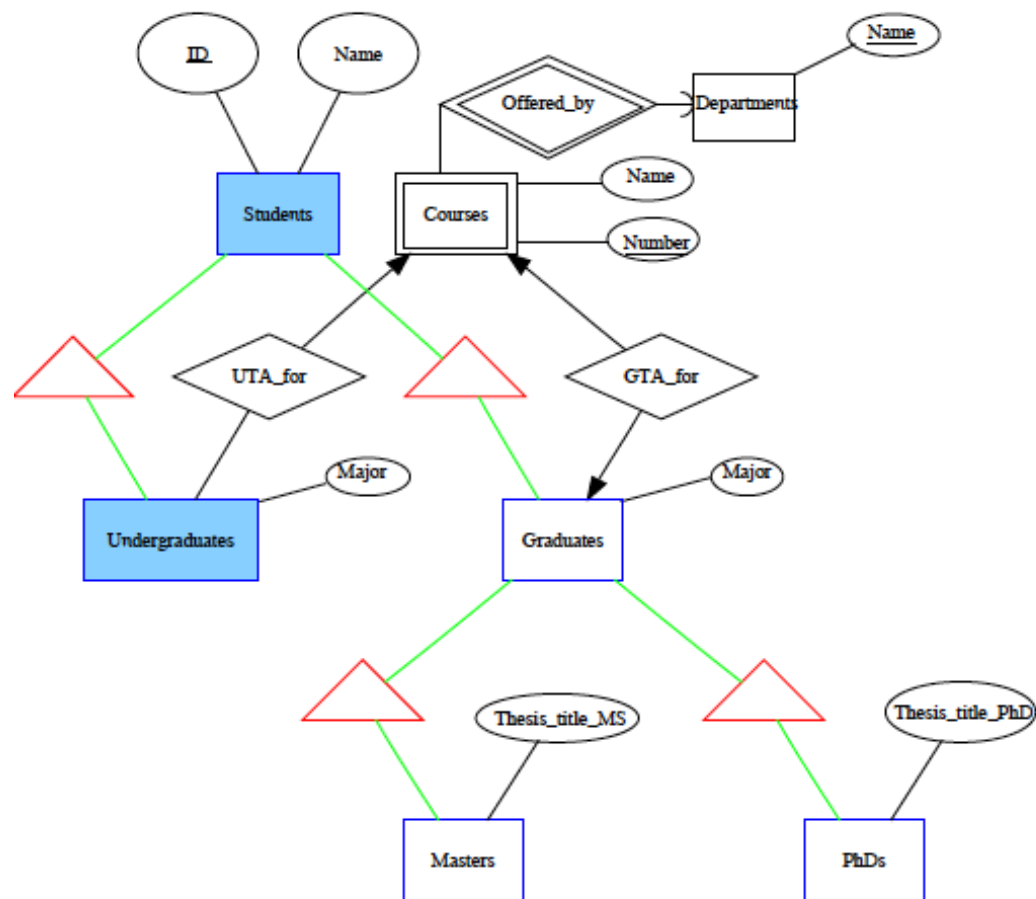 ID
Name
Offered_by
Name
Departments
Students
Courses
Name
Number
UTA_for
GTA_for
Major
Major
Undergraduates
Graduates
Thesis_title_MS
Thesis_title_PhD
Masters
PhDs